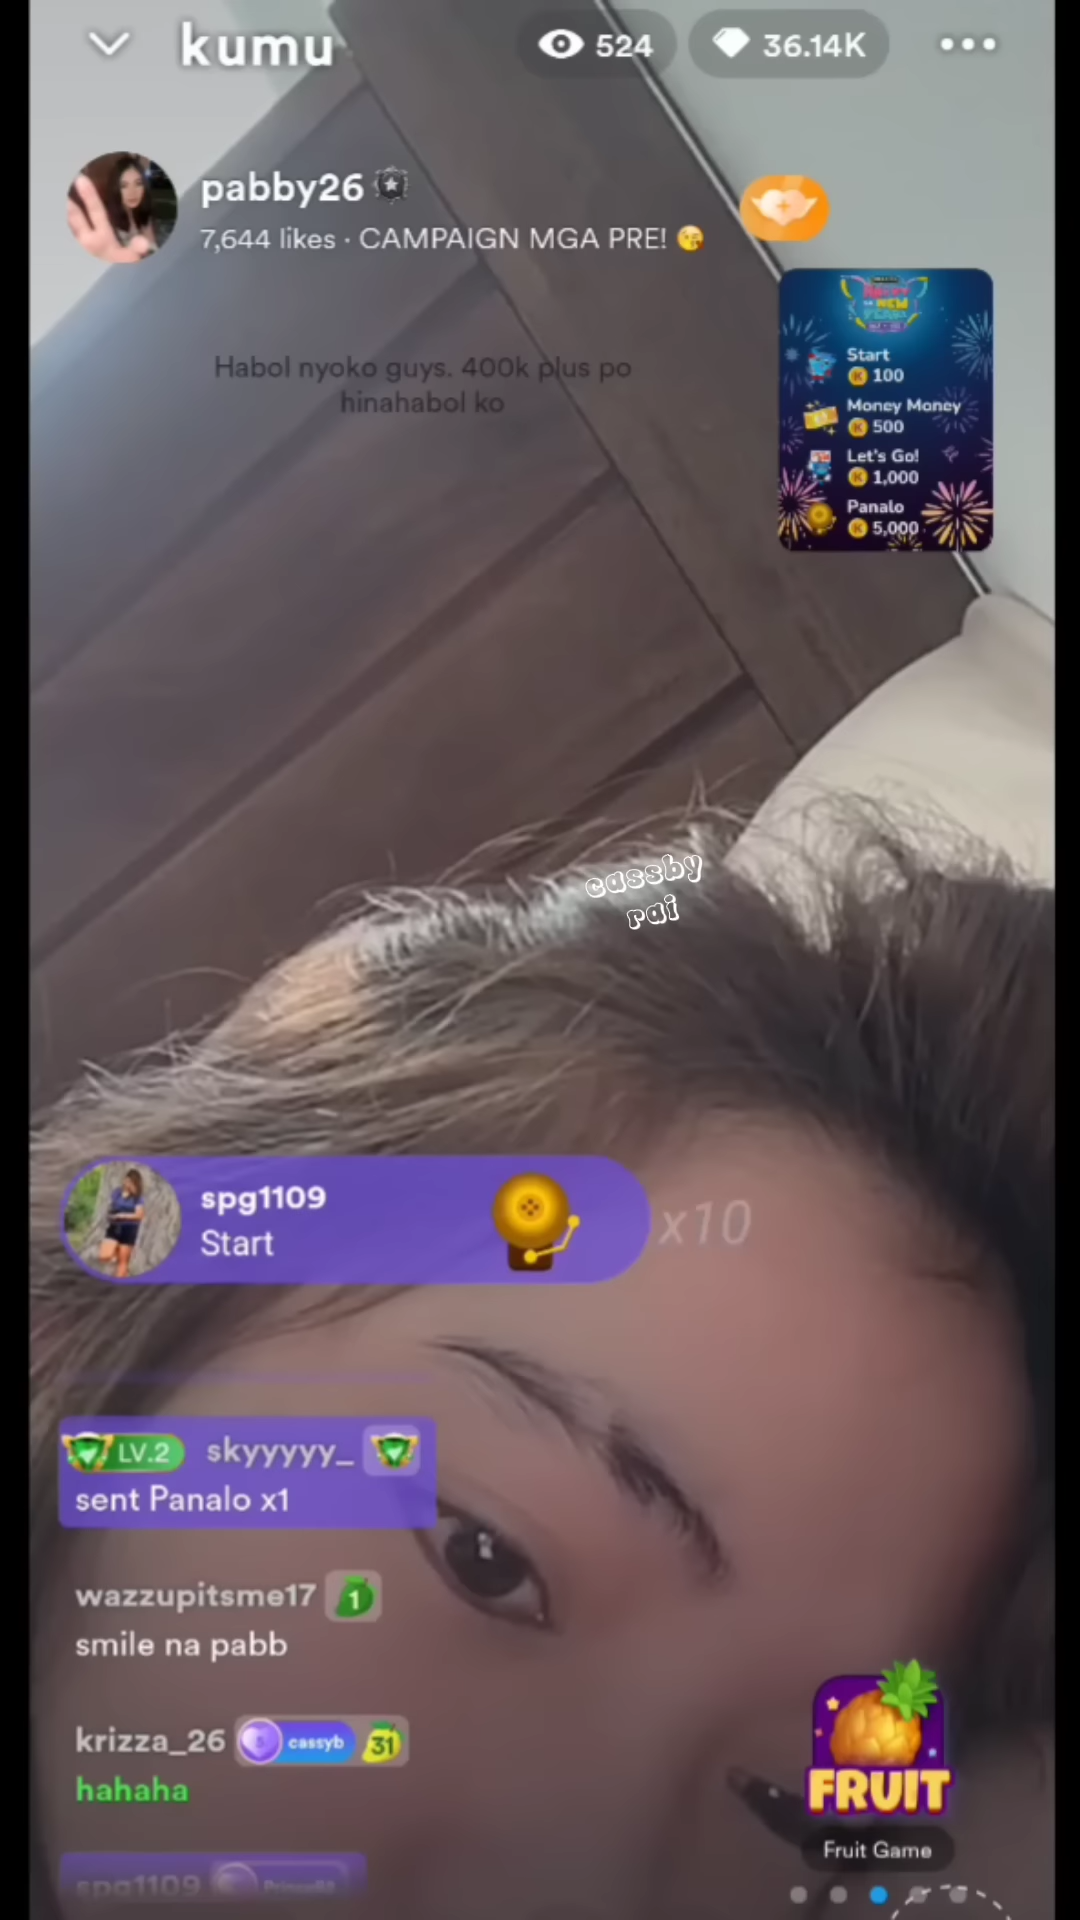 kumu
524
36.14K
pabby26
7,644 likes · CAMPAIGN MGA PRE! 😘
Habol nyoko guys. 400k plus po
hinahabol ko
Start
100
Money Money
500
Let's Go!
1,000
Panalo
5,000
cassby
rai
spg1109
Start
x10
LV.2 skyyyyy_
sent Panalo x1
wazzupitsme17 1
smile na pabb
krizza_26 cassyb 31
hahaha
spg1109
FRUIT
Fruit Game